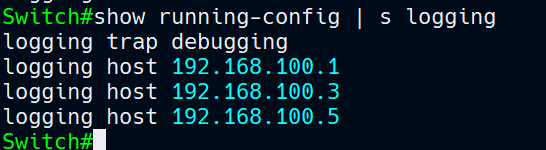 Switch#show running-config | s logging
logging trap debugging
logging host 192.168.100.1
logging host 192.168.100.3
logging host 192.168.100.5
Switch#